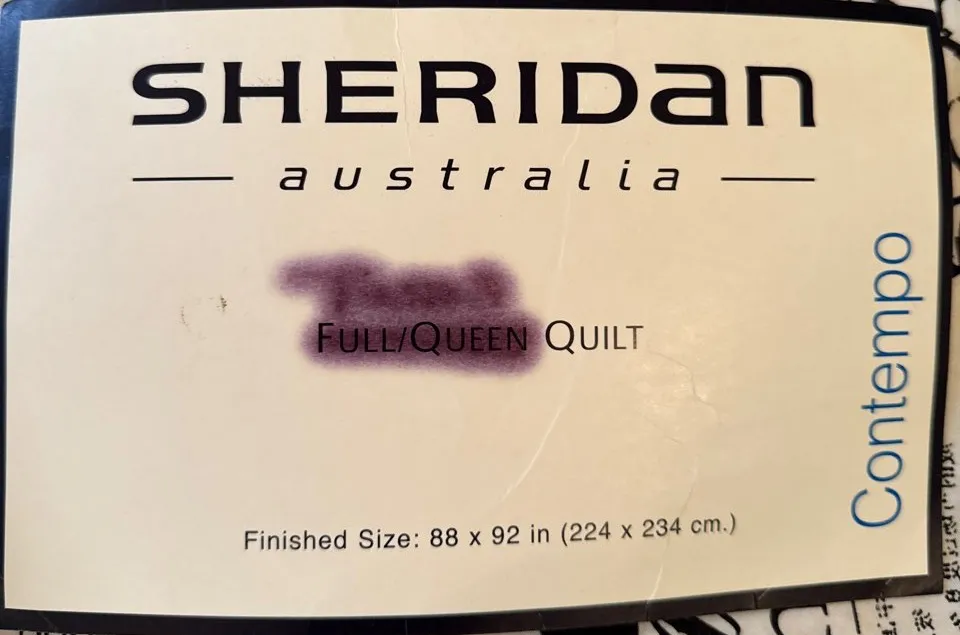 SHERIDan
australia
FULL/QUEEN QUILT
Contempo
Finished Size: 88 x 92 in (224 x 234 cm.)